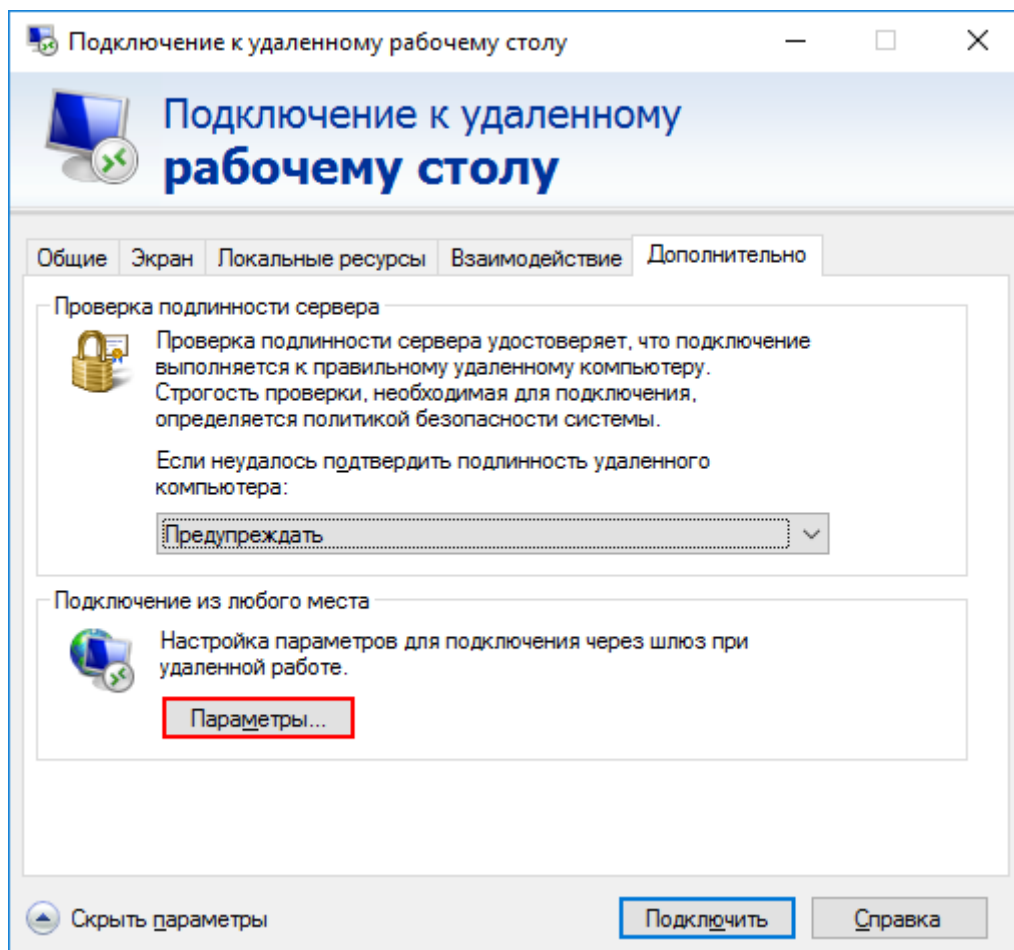 Подключение к удаленному рабочему столу
Подключение к удаленному
рабочему столу
Общие Экран Локальные ресурсы Взаимодействие Дополнительно
Проверка подлинности сервера
Проверка подлинности сервера удостоверяет, что подключение
выполняется к правильному удаленному компьютеру.
Строгость проверки, необходимая для подключения,
определяется политикой безопасности системы.
Если неудалось подтвердить подлинность удаленного
компьютера:
Предупреждать
Подключение из любого места
Настройка параметров для подключения через шлюз при
удаленной работе.
Параметры...
Скрыть параметры Подключить Справка